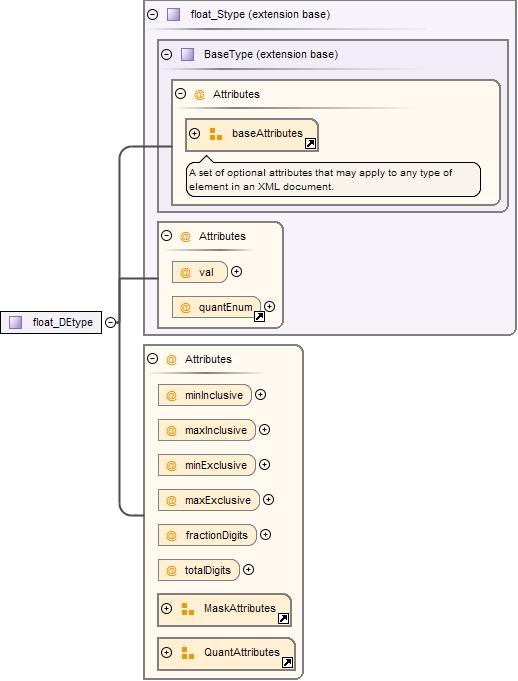 float_Stype (extension base)
BaseType (extension base)
@ Attributes
baseAttributes
A set of optional attributes that may apply to any type of
element in an XML document.
@ Attributes
@ val
@ quantEnum
float_DEtype
@ Attributes
@ minInclusive
@ maxInclusive
@ minExclusive
@ maxExclusive
@ fractionDigits
@ totalDigits
MaskAttributes
QuantAttributes